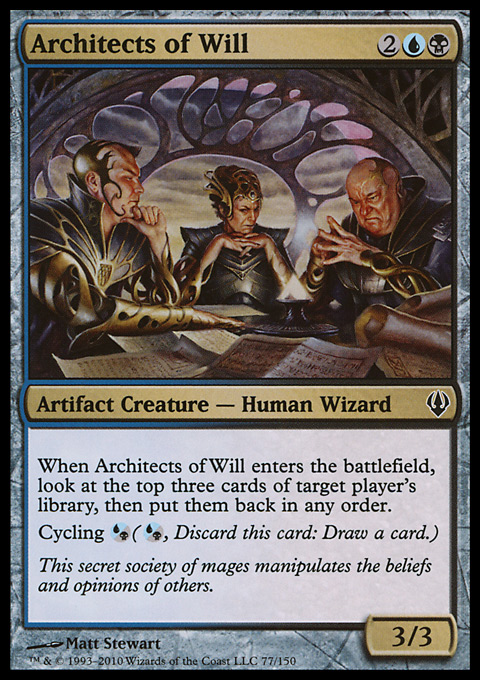 Architects of Will 2
Artifact Creature — Human Wizard
When Architects of Will enters the battlefield,
look at the top three cards of target player's
library, then put them back in any order.
Cycling ( , Discard this card: Draw a card.)
This secret society of mages manipulates the beliefs
and opinions of others.
Matt Stewart
3/3
™ & © 1993–2010 Wizards of the Coast LLC 77/150